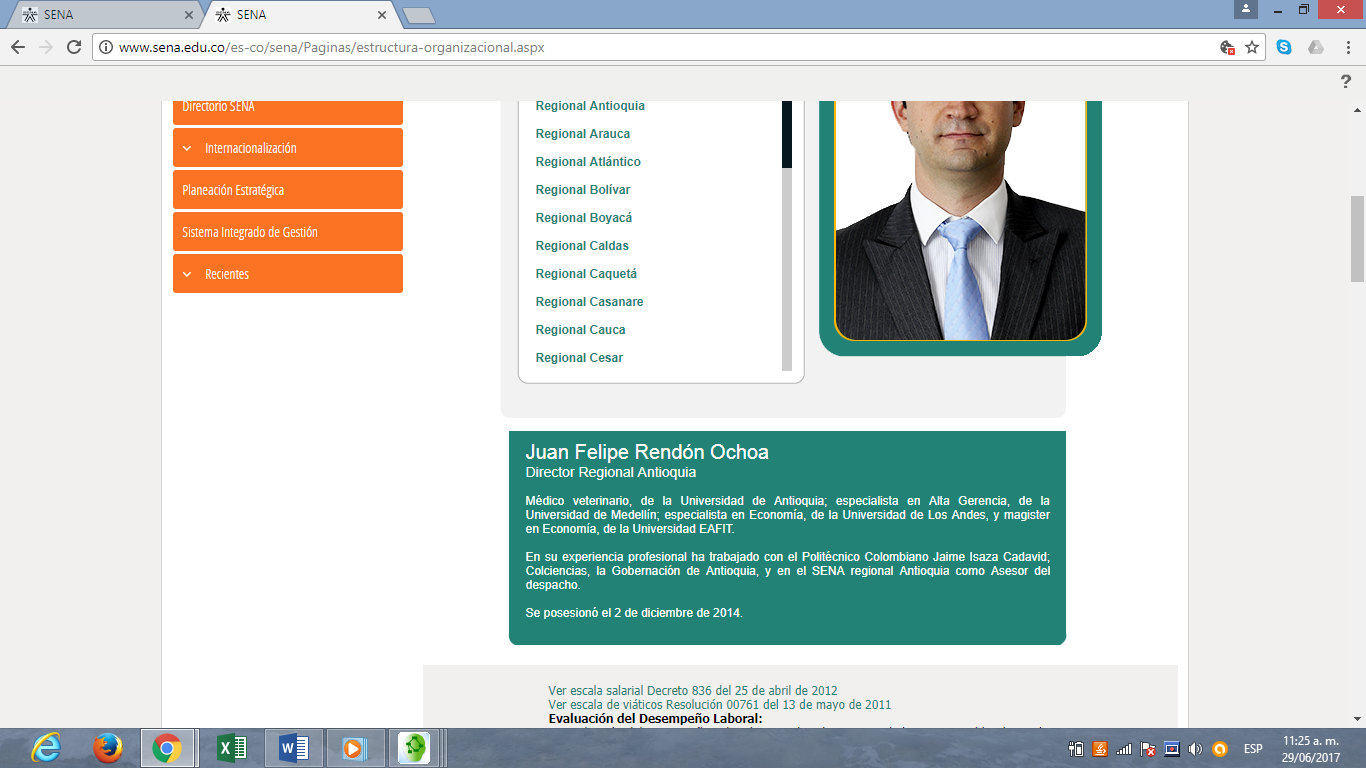 SENA
SENA
www.sena.edu.co/es-co/sena/Paginas/estructura-organizacional.aspx
?
Directorio SENA
Internacionalización
Planeación Estratégica
Sistema Integrado de Gestión
Recientes
Regional Antioquia
Regional Arauca
Regional Atlántico
Regional Bolívar
Regional Boyacá
Regional Caldas
Regional Caquetá
Regional Casanare
Regional Cauca
Regional Cesar
Juan Felipe Rendón Ochoa
Director Regional Antioquia
Médico veterinario, de la Universidad de Antioquia; especialista en Alta Gerencia, de la
Universidad de Medellín; especialista en Economía, de la Universidad de Los Andes, y magister
en Economía, de la Universidad EAFIT.
En su experiencia profesional ha trabajado con el Politécnico Colombiano Jaime Isaza Cadavid;
Colciencias, la Gobernación de Antioquia, y en el SENA regional Antioquia como Asesor del
despacho.
Se posesionó el 2 de diciembre de 2014.
Ver escala salarial Decreto 836 del 25 de abril de 2012
Ver escala de viáticos Resolución 00761 del 13 de mayo de 2011
Evaluación del Desempeño Laboral:
ESP
11:25 a. m.
29/06/2017